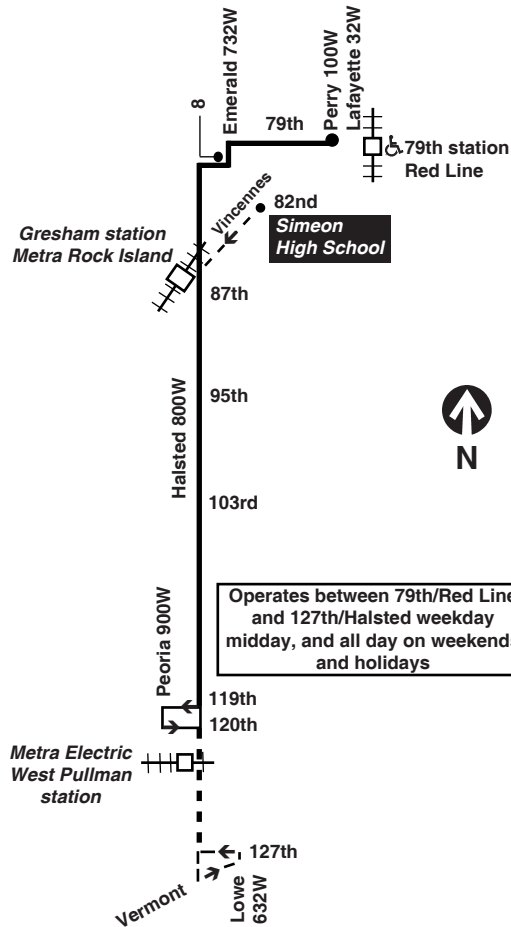 Emerald 732W
Perry 100W
Lafayette 32W
8
79th
79th station
Red Line
Vincennes
82nd
Simeon
High School
Gresham station
Metra Rock Island
87th
Halsted 800W
95th
N
103rd
Operates between 79th/Red Line
and 127th/Halsted weekday
midday, and all day on weekends
and holidays
Peoria 900W
119th
120th
Metra Electric
West Pullman
station
127th
Vermont
Lowe
632W